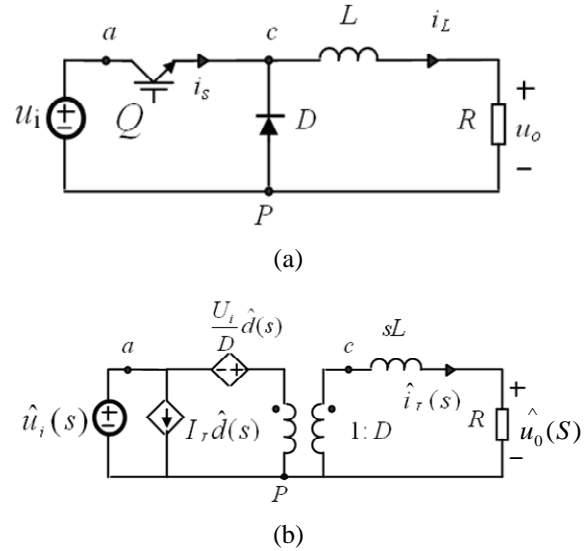 a
c
L
i_L
u_i
Q
i_s
D
R
+
u_o
−
P
(a)
U_i/D d̂(s)
a
c
sL
û_i(s)
I_T d̂(s)
1:D
î_T(s)
R
+
û_0(S)
−
P
(b)